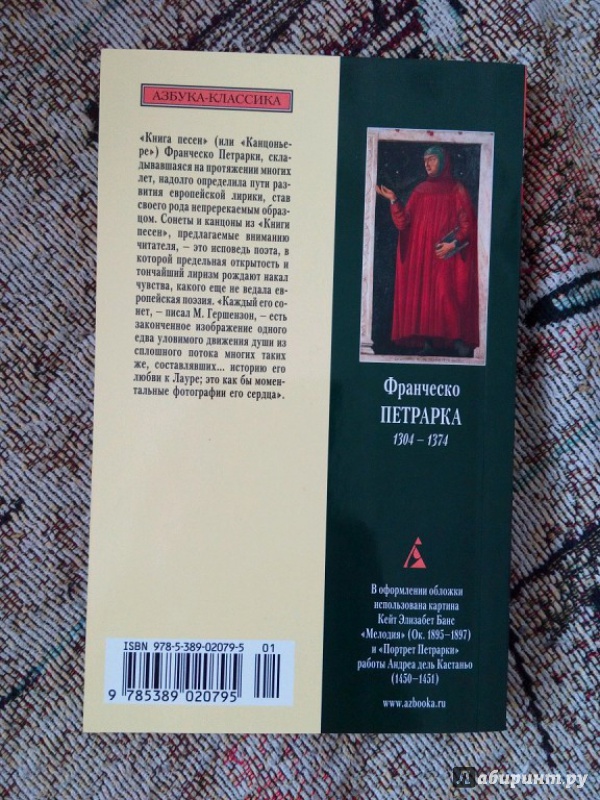 АЗБУКА-КЛАССИКА
«Книга песен» (или «Канцонье-
ре») Франческо Петрарки, скла-
дывавшаяся на протяжении многих
лет, надолго определила пути раз-
вития европейской лирики, став
своего рода непререкаемым образ-
цом. Сонеты и канцоны из «Книги
песен», предлагаемые вниманию
читателя, – это исповедь поэта, в
которой предельная открытость и
тончайший лиризм рождают накал
чувства, какого еще не ведала ев-
ропейская поэзия. «Каждый его со-
нет, – писал М. Гершензон, – есть
законченное изображение одного
едва уловимого движения души из
сплошного потока многих таких
же, составлявших... историю его
любви к Лауре; это как бы момен-
тальные фотографии его сердца».
ISBN 978-5-389-02079-5 01
9 785389 020795
Франческо
ПЕТРАРКА
1304 – 1374
В оформлении обложки
использована картина
Кейт Элизабет Банс
«Мелодия» (Ок. 1895–1897)
и «Портрет Петрарки»
работы Андреа дель Кастаньо
(1450–1451)
www.azbooka.ru
Лабиринт.ру